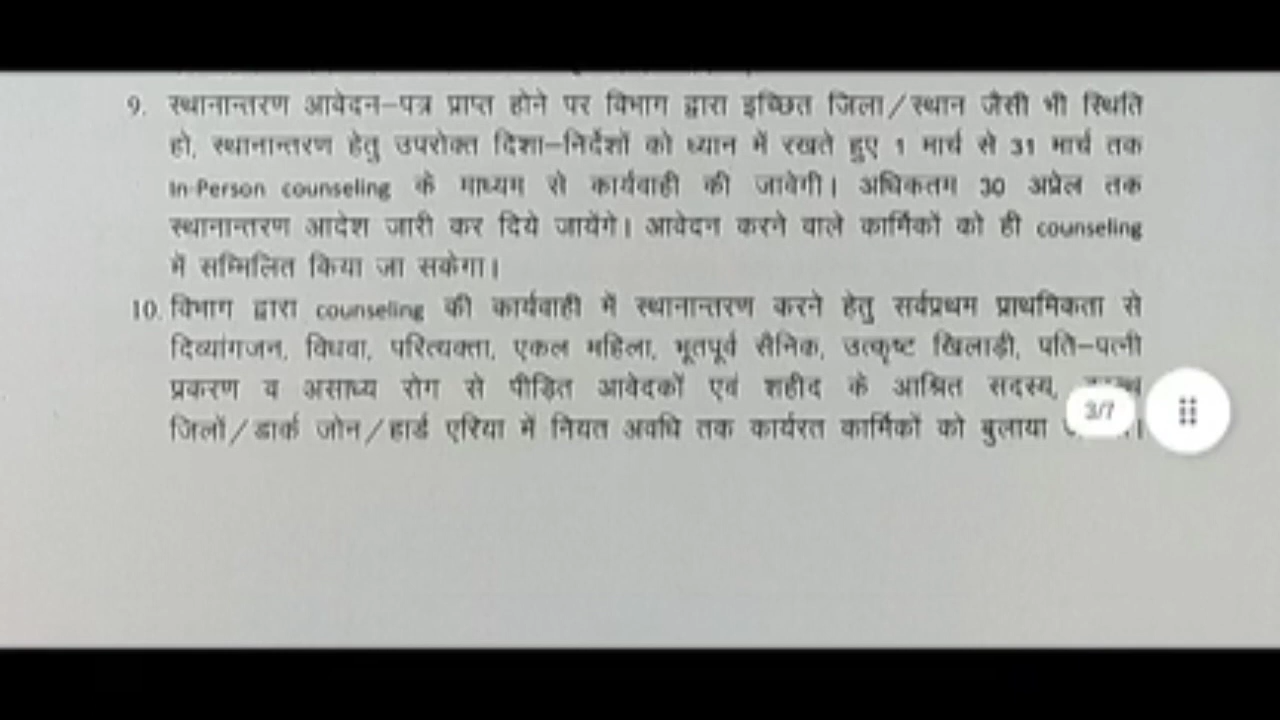 9. स्थानान्तरण आवेदन–पत्र प्राप्त होने पर विभाग द्वारा इच्छित जिला/स्थान जैसी भी स्थिति
हो, स्थानान्तरण हेतु उपरोक्त दिशा–निर्देशों को ध्यान में रखते हुए 1 मार्च से 31 मार्च तक
In-Person counseling के माध्यम से कार्यवाही की जावेगी। अधिकतम 30 अप्रेल तक
स्थानान्तरण आदेश जारी कर दिये जायेंगे। आवेदन करने वाले कार्मिकों को ही counseling
में सम्मिलित किया जा सकेगा।
10. विभाग द्वारा counseling की कार्यवाही में स्थानान्तरण करने हेतु सर्वप्रथम प्राथमिकता से
दिव्यांगजन, विधवा, परित्यक्ता, एकल महिला, भूतपूर्व सैनिक, उत्कृष्ट खिलाड़ी, पति–पत्नी
प्रकरण व असाध्य रोग से पीड़ित आवेदकों एवं शहीद के आश्रित सदस्य,
3/7
जिलों/डार्क जोन/हार्ड एरिया में नियत अवधि तक कार्यरत कार्मिकों को बुलाया